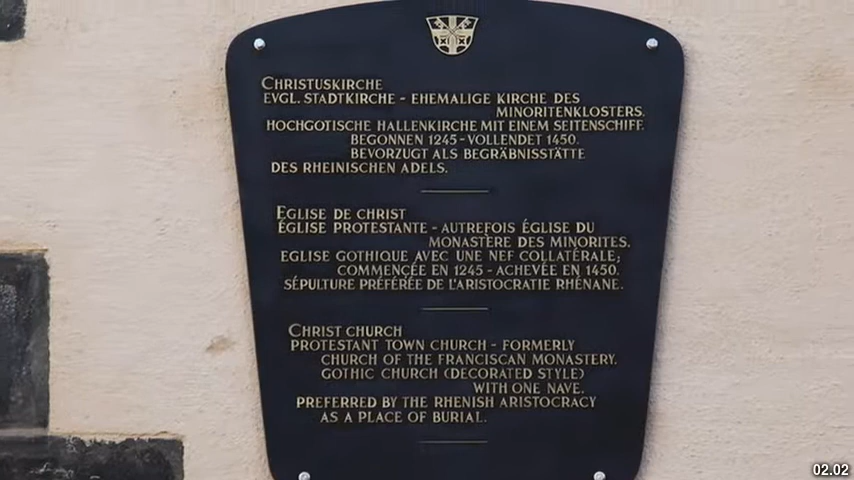 CHRISTUSKIRCHE
EVGL. STADTKIRCHE - EHEMALIGE KIRCHE DES
MINORITENKLOSTERS.
HOCHGOTISCHE HALLENKIRCHE MIT EINEM SEITENSCHIFF.
BEGONNEN 1245 - VOLLENDET 1450.
BEVORZUGT ALS BEGRÄBNISSTÄTTE
DES RHEINISCHEN ADELS.
EGLISE DE CHRIST
ÉGLISE PROTESTANTE - AUTREFOIS ÉGLISE DU
MONASTÈRE DES MINORITES.
EGLISE GOTHIQUE AVEC UNE NEF COLLATÉRALE;
COMMENÇÉE EN 1245 - ACHEVÉE EN 1450.
SÉPULTURE PRÉFÉRÉE DE L'ARISTOCRATIE RHÉNANE.
CHRIST CHURCH
PROTESTANT TOWN CHURCH - FORMERLY
CHURCH OF THE FRANCISCAN MONASTERY.
GOTHIC CHURCH (DECORATED STYLE)
WITH ONE NAVE.
PREFERRED BY THE RHENISH ARISTOCRACY
AS A PLACE OF BURIAL.
02.02